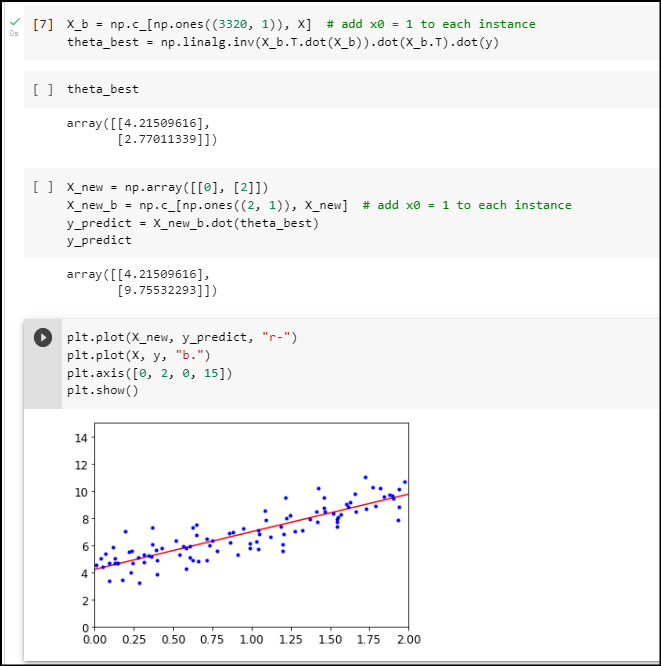 [7] X_b = np.c_[np.ones((3320, 1)), X]  # add x0 = 1 to each instance
0s
theta_best = np.linalg.inv(X_b.T.dot(X_b)).dot(X_b.T).dot(y)
[ ] theta_best
array([[4.21509616],
       [2.77011339]])
[ ] X_new = np.array([[0], [2]])
X_new_b = np.c_[np.ones((2, 1)), X_new]  # add x0 = 1 to each instance
y_predict = X_new_b.dot(theta_best)
y_predict
array([[4.21509616],
       [9.75532293]])
plt.plot(X_new, y_predict, "r-")
plt.plot(X, y, "b.")
plt.axis([0, 2, 0, 15])
plt.show()
14
12
10
8
6
4
2
0
0.00 0.25 0.50 0.75 1.00 1.25 1.50 1.75 2.00